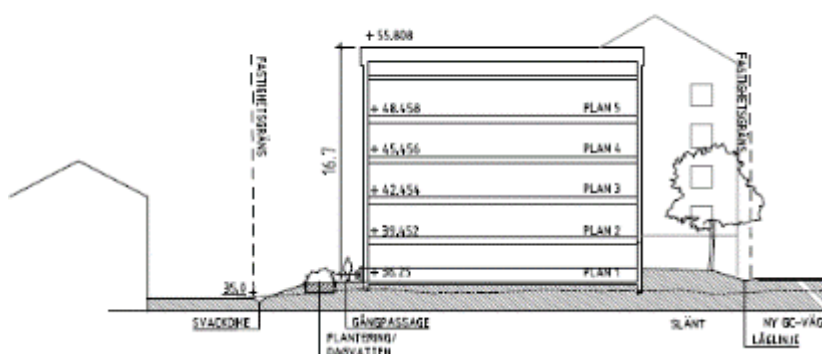 + 55.808
FASTIGHETSGRÄNS
FASTIGHETSGRÄNS
16.7
+ 48.458 PLAN 5
+ 45.456 PLAN 4
+ 42.454 PLAN 3
+ 39.452 PLAN 2
+ 36.25 PLAN 1
35.0
SVACKDIKE
GÅNGPASSAGE
SLÄNT
NY GC-VÄG
PLANTERING/
DAGVATTEN
LÅGLINJE